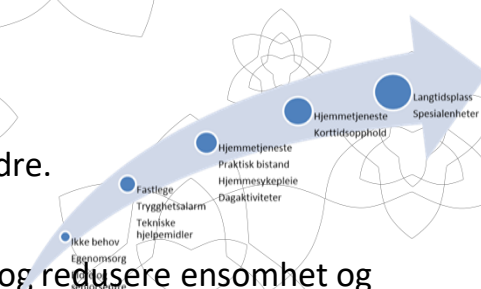 Langtidsplass
Spesialenheter
Hjemmetjeneste
Korttidsopphold
Hjemmetjeneste
Praktisk bistand
Hjemmesykepleie
Dagaktiviteter
dre.
Fastlege
Trygghetsalarm
Tekniske
hjelpemidler
Ikke behov
Egenomsorg
og redusere ensomhet og